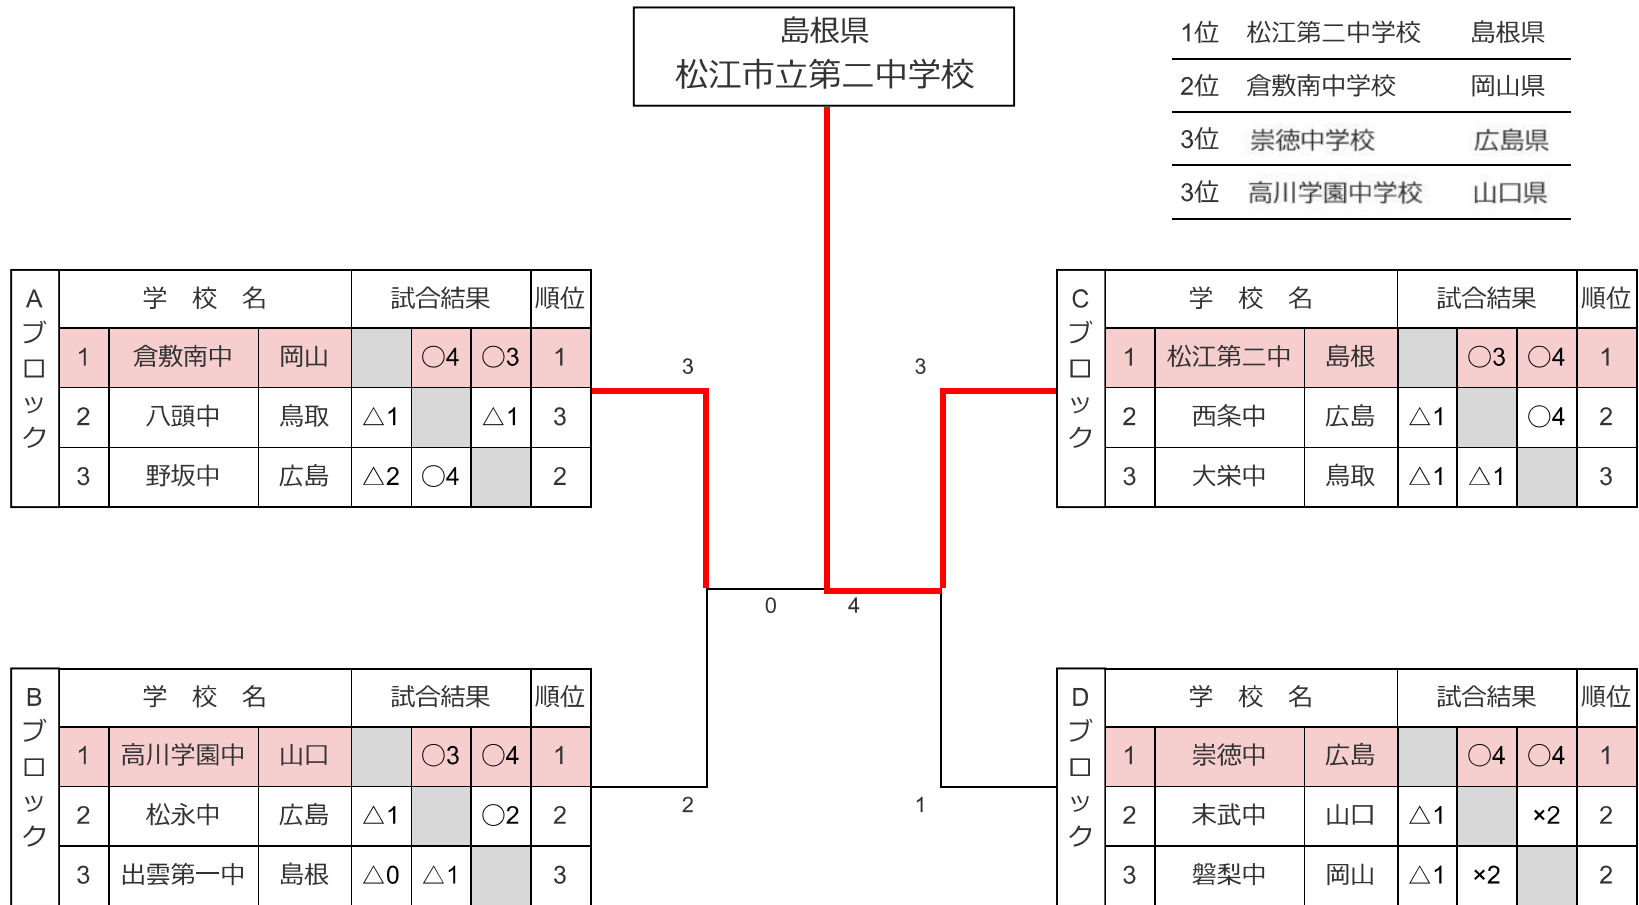 島根県
松江市立第二中学校
1位 松江第二中学校 島根県
2位 倉敷南中学校 岡山県
3位 崇徳中学校 広島県
3位 高川学園中学校 山口県
Aブロック
学 校 名 試合結果 順位
1 倉敷南中 岡山 ○4 ○3 1
2 八頭中 鳥取 △1 △1 3
3 野坂中 広島 △2 ○4 2
3
3
Cブロック
学 校 名 試合結果 順位
1 松江第二中 島根 ○3 ○4 1
2 西条中 広島 △1 ○4 2
3 大栄中 鳥取 △1 △1 3
0 4
Bブロック
学 校 名 試合結果 順位
1 高川学園中 山口 ○3 ○4 1
2 松永中 広島 △1 ○2 2
3 出雲第一中 島根 △0 △1 3
2
1
Dブロック
学 校 名 試合結果 順位
1 崇徳中 広島 ○4 ○4 1
2 末武中 山口 △1 ×2 2
3 磐梨中 岡山 △1 ×2 2